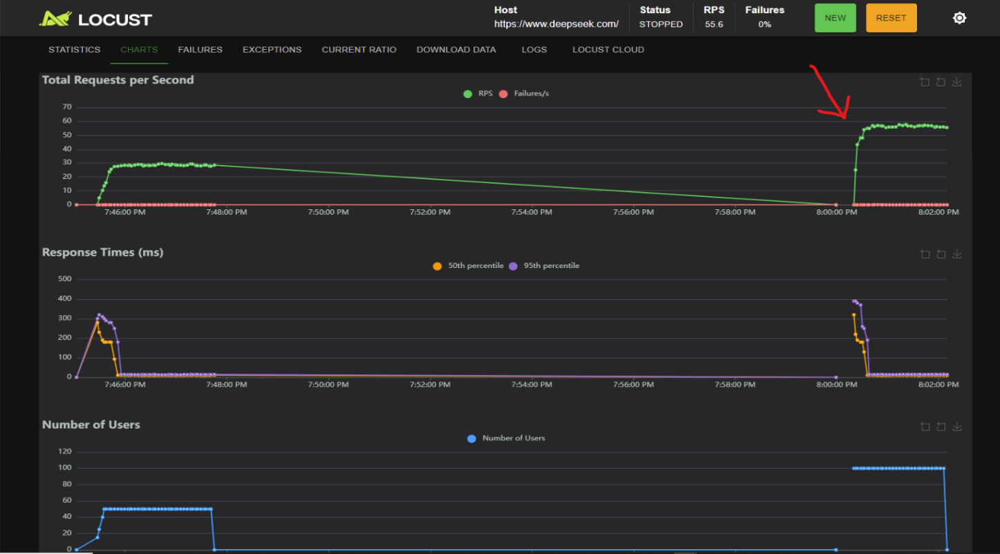 LOCUST
Host
https://www.deepseek.com/
Status
STOPPED
RPS
55.6
Failures
0%
NEW
RESET
STATISTICS CHARTS FAILURES EXCEPTIONS CURRENT RATIO DOWNLOAD DATA LOGS LOCUST CLOUD
Total Requests per Second
RPS Failures/s
70
60
50
40
30
20
10
0
7:46:00 PM 7:48:00 PM 7:50:00 PM 7:52:00 PM 7:54:00 PM 7:56:00 PM 7:58:00 PM 8:00:00 PM 8:02:00 PM
Response Times (ms)
50th percentile 95th percentile
500
400
300
200
100
0
7:46:00 PM 7:48:00 PM 7:50:00 PM 7:52:00 PM 7:54:00 PM 7:56:00 PM 7:58:00 PM 8:00:00 PM 8:02:00 PM
Number of Users
Number of Users
120
100
80
60
40
20
0